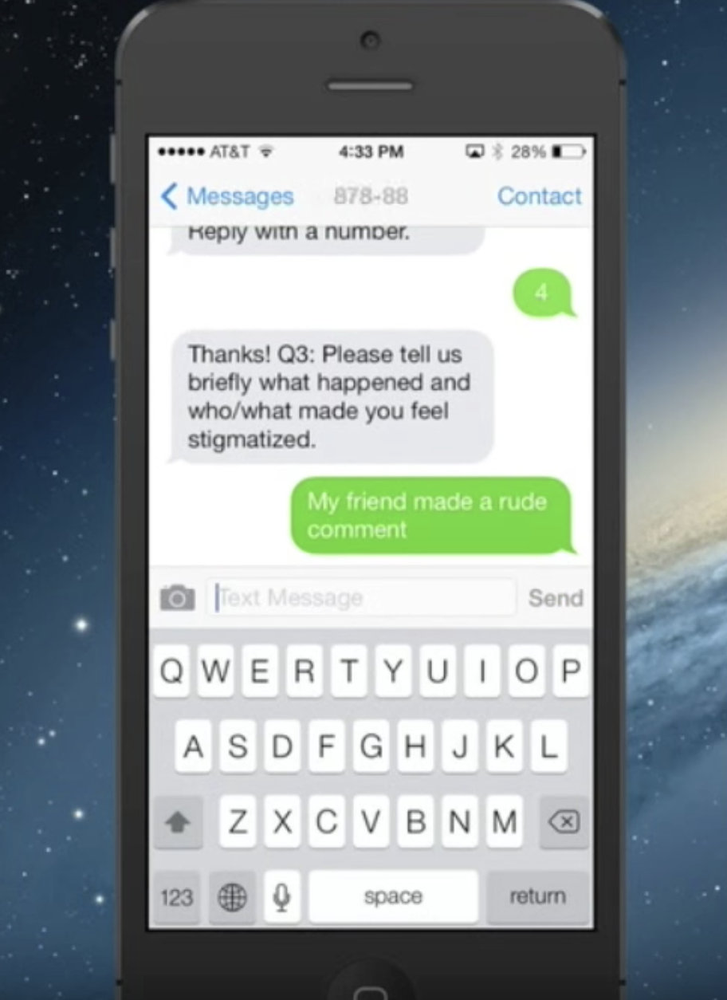 AT&T 4:33 PM 28%
Messages 878-88 Contact
Reply with a number.
4
Thanks! Q3: Please tell us
briefly what happened and
who/what made you feel
stigmatized.
My friend made a rude
comment
Text Message Send
Q W E R T Y U I O P
A S D F G H J K L
Z X C V B N M
123 space return